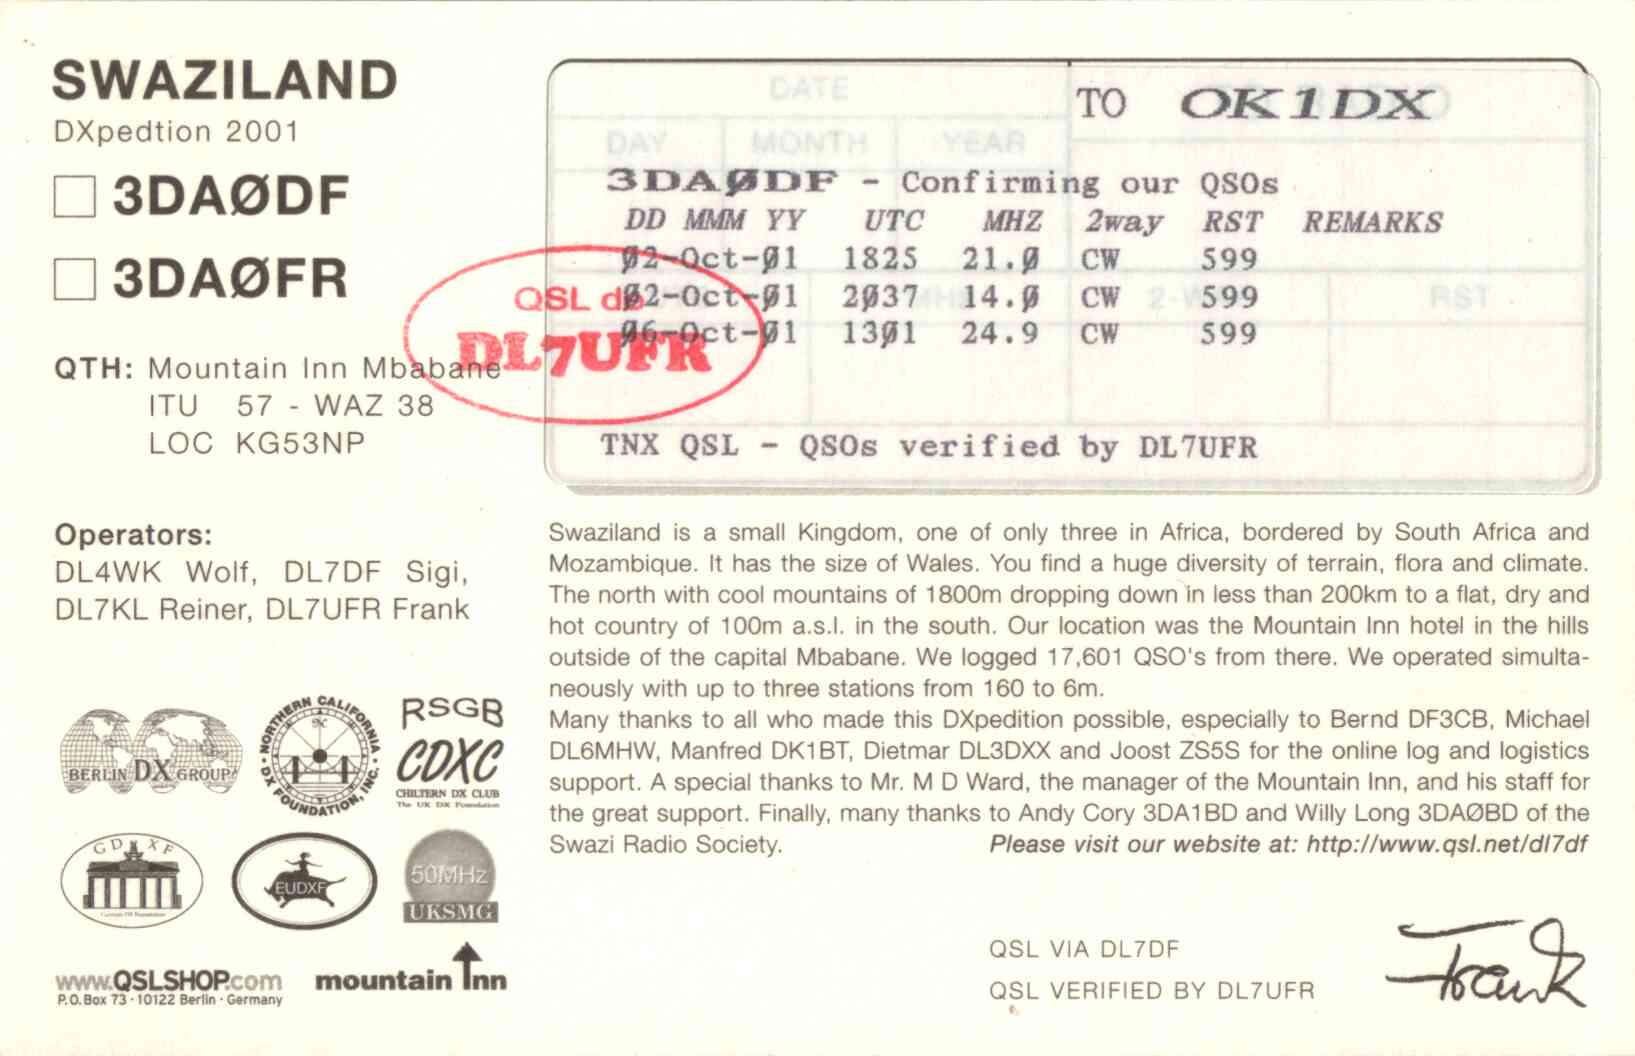 SWAZILAND
DXpedtion 2001
3DAØDF
3DAØFR
QTH: Mountain Inn Mbabane
ITU 57 - WAZ 38
LOC KG53NP
DATE
DAY MONTH YEAR
2-W
RST
TO OK1DX
3DAØDF - Confirming our QSOs
DD MMM YY UTC MHZ 2way RST REMARKS
Ø2-Oct-Ø1 1825 21.Ø CW 599
Ø2-Oct-Ø1 2Ø37 14.Ø CW 599
Ø6-Oct-Ø1 13Ø1 24.9 CW 599
TNX QSL - QSOs verified by DL7UFR
QSL de
DL7UFR
Operators:
DL4WK Wolf, DL7DF Sigi,
DL7KL Reiner, DL7UFR Frank
Swaziland is a small Kingdom, one of only three in Africa, bordered by South Africa and
Mozambique. It has the size of Wales. You find a huge diversity of terrain, flora and climate.
The north with cool mountains of 1800m dropping down in less than 200km to a flat, dry and
hot country of 100m a.s.l. in the south. Our location was the Mountain Inn hotel in the hills
outside of the capital Mbabane. We logged 17,601 QSO's from there. We operated simulta-
neously with up to three stations from 160 to 6m.
Many thanks to all who made this DXpedition possible, especially to Bernd DF3CB, Michael
DL6MHW, Manfred DK1BT, Dietmar DL3DXX and Joost ZS5S for the online log and logistics
support. A special thanks to Mr. M D Ward, the manager of the Mountain Inn, and his staff for
the great support. Finally, many thanks to Andy Cory 3DA1BD and Willy Long 3DAØBD of the
Swazi Radio Society. Please visit our website at: http://www.qsl.net/dl7df
BERLIN DX GROUP
NORTHERN CALIFORNIA
DX FOUNDATION, INC.
RSGB
CDXC
CHILTERN DX CLUB
The UK DX Foundation
GDXF
German DX Foundation
EUDXF
50MHz
UKSMG
www.QSLSHOP.com
P.O.Box 73 · 10122 Berlin · Germany
mountain Inn
QSL VIA DL7DF
QSL VERIFIED BY DL7UFR
Frank